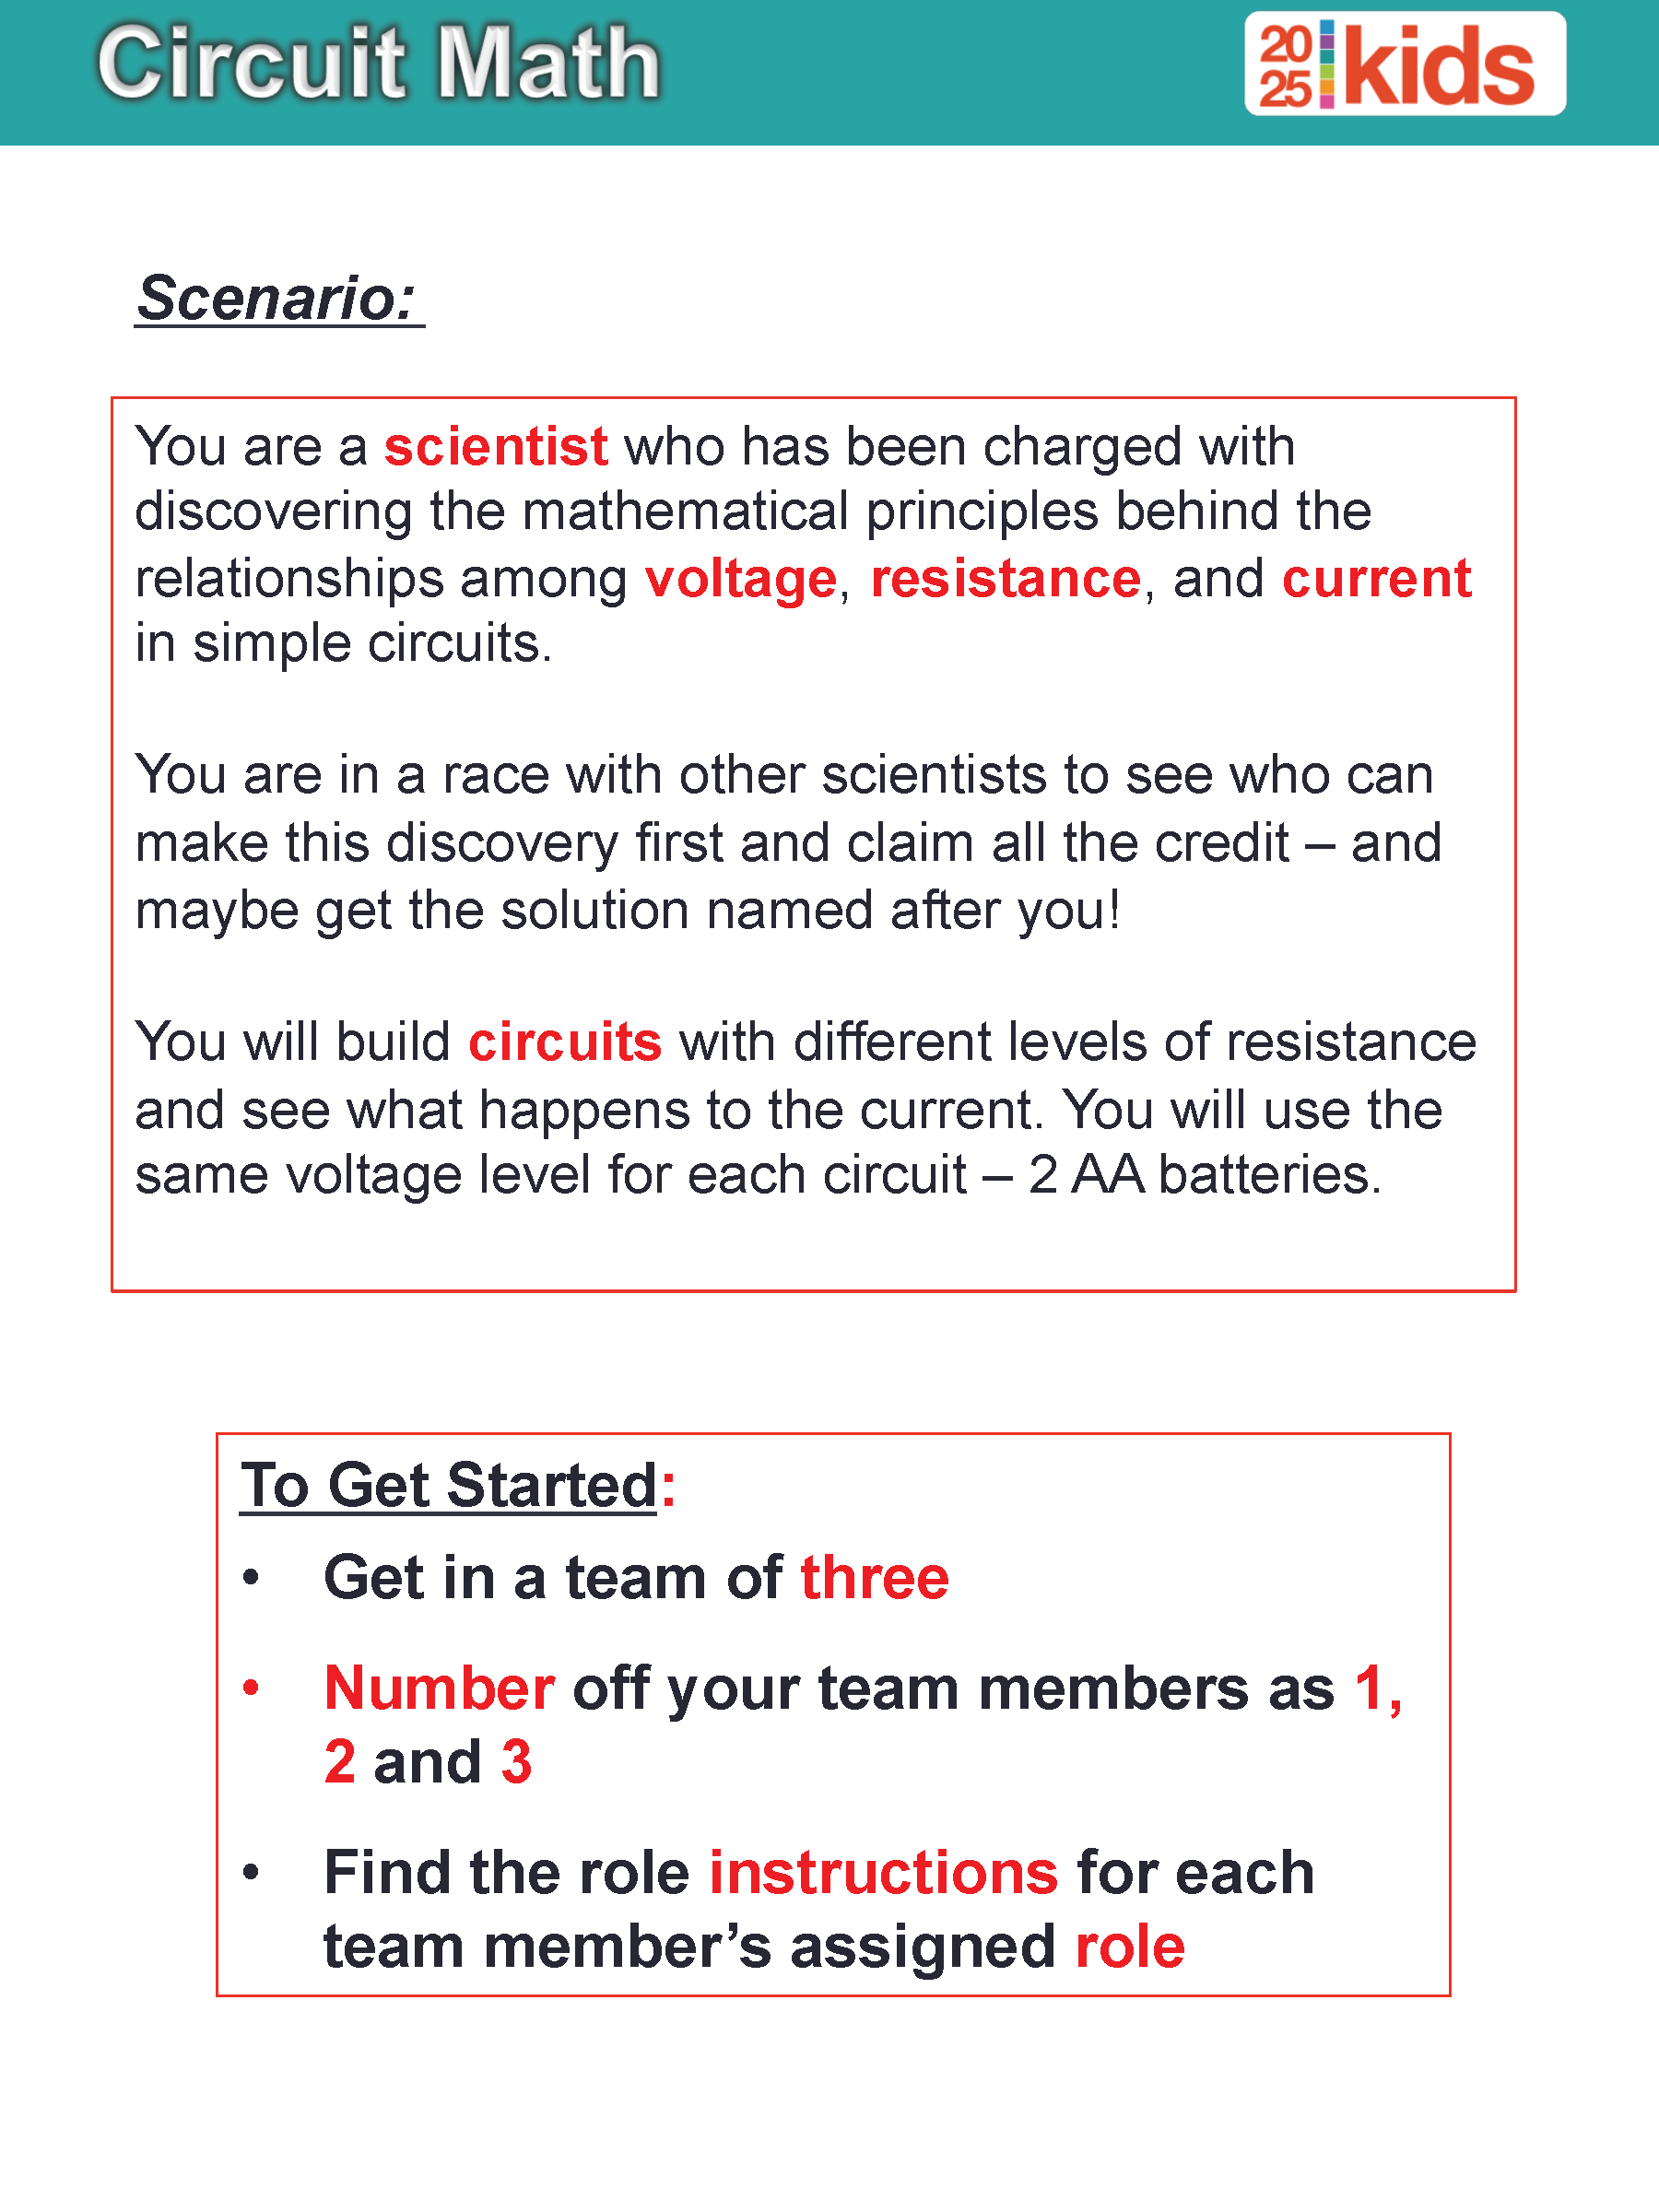 Circuit Math
20
25
kids
Scenario:
You are a scientist who has been charged with
discovering the mathematical principles behind the
relationships among voltage, resistance, and current
in simple circuits.
You are in a race with other scientists to see who can
make this discovery first and claim all the credit – and
maybe get the solution named after you!
You will build circuits with different levels of resistance
and see what happens to the current. You will use the
same voltage level for each circuit – 2 AA batteries.
To Get Started:
• Get in a team of three
• Number off your team members as 1,
2 and 3
• Find the role instructions for each
team member’s assigned role